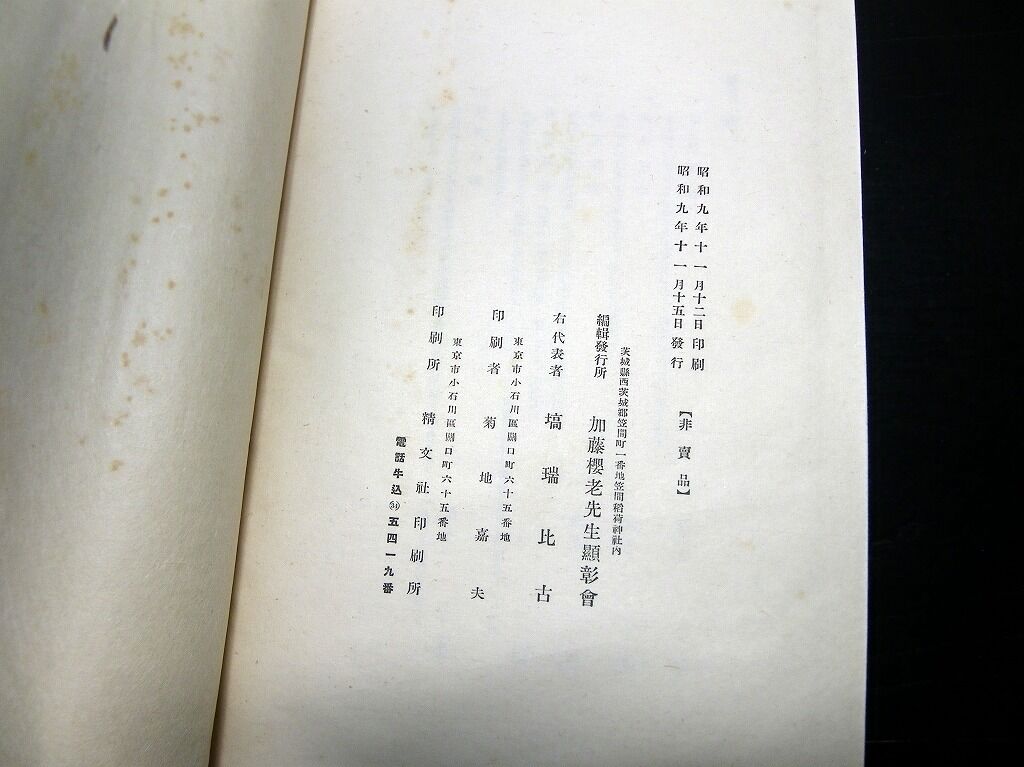 昭和九年十一月十二日印刷
昭和九年十一月十五日發行
【非賣品】
茨城縣西茨城郡笠間町一番地笠間稻荷神社内
編輯發行所 加藤櫻老先生顯彰會
右代表者 塙瑞比古
東京市小石川區關口町六十五番地
印刷者 菊地嘉夫
東京市小石川區關口町六十五番地
印刷所 精文社印刷所
電話牛込㉞五四一九番